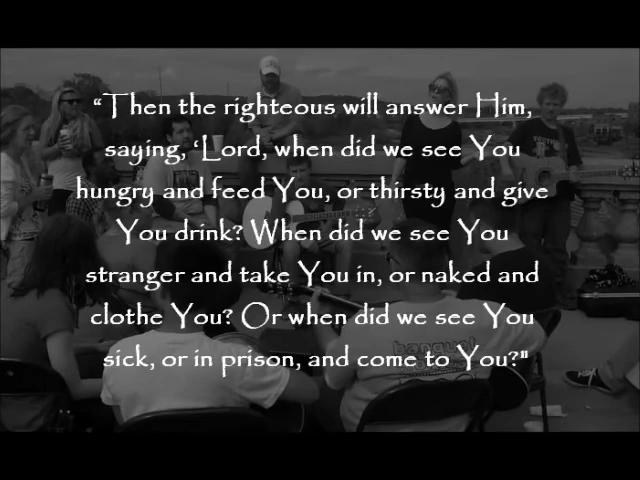 “Then the righteous will answer Him,
saying, ‘Lord, when did we see You
hungry and feed You, or thirsty and give
You drink? When did we see You
stranger and take You in, or naked and
clothe You? Or when did we see You
sick, or in prison, and come to You?"
banquet